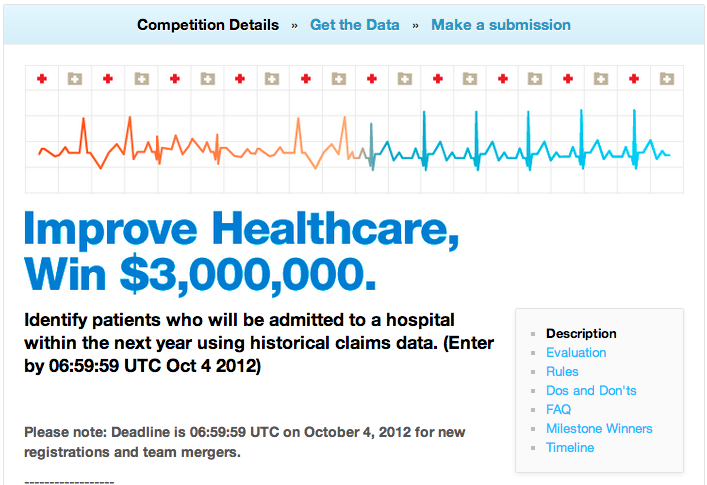 Competition Details » Get the Data » Make a submission
Improve Healthcare,
Win $3,000,000.
Identify patients who will be admitted to a hospital
within the next year using historical claims data. (Enter
by 06:59:59 UTC Oct 4 2012)
Please note: Deadline is 06:59:59 UTC on October 4, 2012 for new
registrations and team mergers.
------------------
Description
Evaluation
Rules
Dos and Don'ts
FAQ
Milestone Winners
Timeline